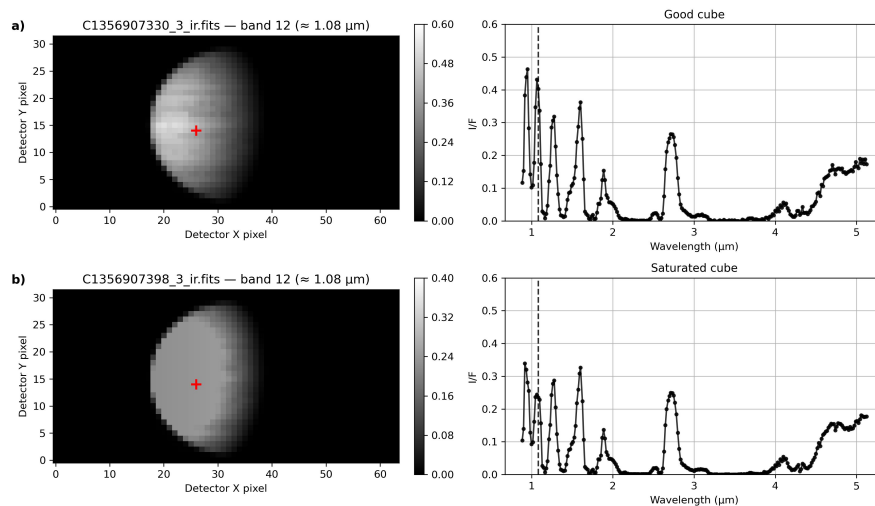 a)
C1356907330_3_ir.fits — band 12 (≈ 1.08 μm)
Detector Y pixel
30
25
20
15
10
5
0
0 10 20 30 40 50 60
Detector X pixel
0.60
0.48
0.36
0.24
0.12
0.00
Good cube
I/F
0.6
0.5
0.4
0.3
0.2
0.1
0.0
1 2 3 4 5
Wavelength (μm)
b)
C1356907398_3_ir.fits — band 12 (≈ 1.08 μm)
Detector Y pixel
30
25
20
15
10
5
0
0 10 20 30 40 50 60
Detector X pixel
0.40
0.32
0.24
0.16
0.08
0.00
Saturated cube
I/F
0.6
0.5
0.4
0.3
0.2
0.1
0.0
1 2 3 4 5
Wavelength (μm)